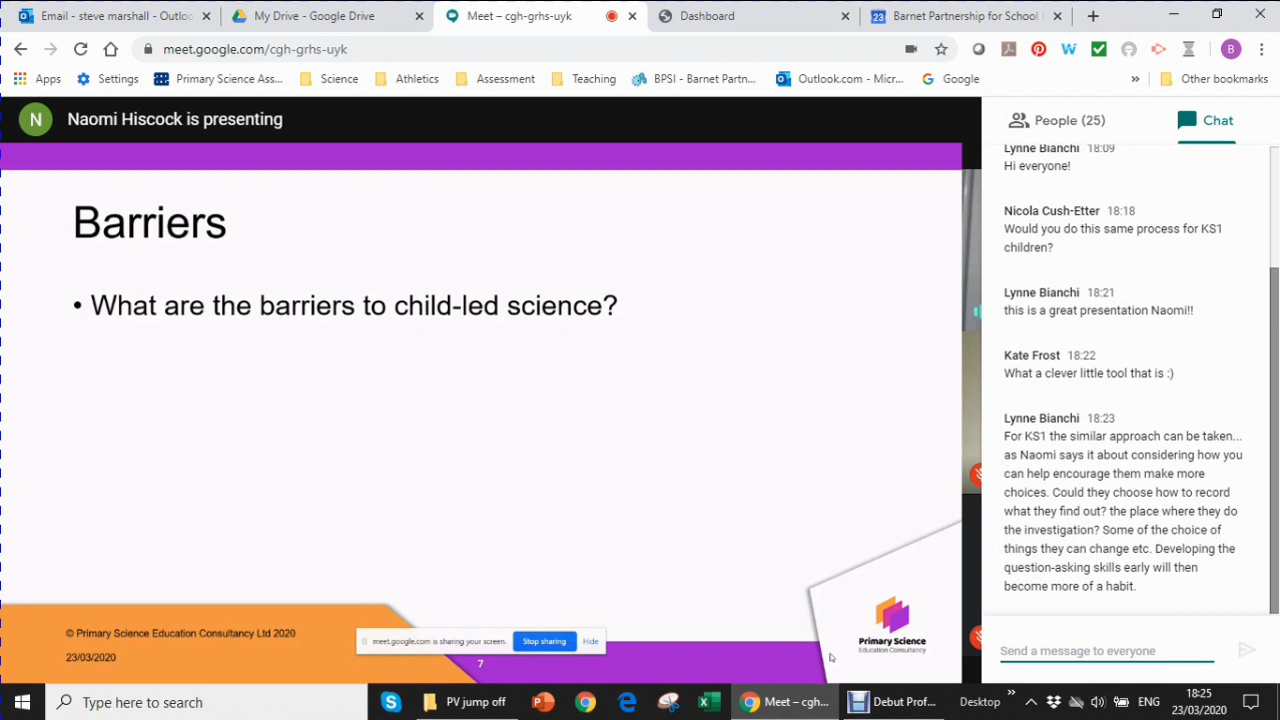 Email - steve marshall - Outloo
My Drive - Google Drive
Meet – cgh-grhs-uyk
Dashboard
23
Barnet Partnership for School I
meet.google.com/cgh-grhs-uyk
B
Apps
Settings
Primary Science Ass...
Science
Athletics
Assessment
Teaching
BPSI - Barnet Partn...
Outlook.com - Micr...
Google
»
Other bookmarks
N
Naomi Hiscock is presenting
People (25)
Chat
Barriers
• What are the barriers to child-led science?
© Primary Science Education Consultancy Ltd 2020
23/03/2020
meet.google.com is sharing your screen.
Stop sharing
Hide
7
Primary Science
Education Consultancy
Lynne Bianchi 18:09
Hi everyone!
Nicola Cush-Etter 18:18
Would you do this same process for KS1
children?
Lynne Bianchi 18:21
this is a great presentation Naomi!!
Kate Frost 18:22
What a clever little tool that is :)
Lynne Bianchi 18:23
For KS1 the similar approach can be taken...
as Naomi says it about considering how you
can help encourage them make more
choices. Could they choose how to record
what they find out? the place where they do
the investigation? Some of the choice of
things they can change etc. Developing the
question-asking skills early will then
become more of a habit.
Send a message to everyone
Type here to search
PV jump off
Meet – cgh-...
Debut Prof...
Desktop
»
ENG
18:25
23/03/2020